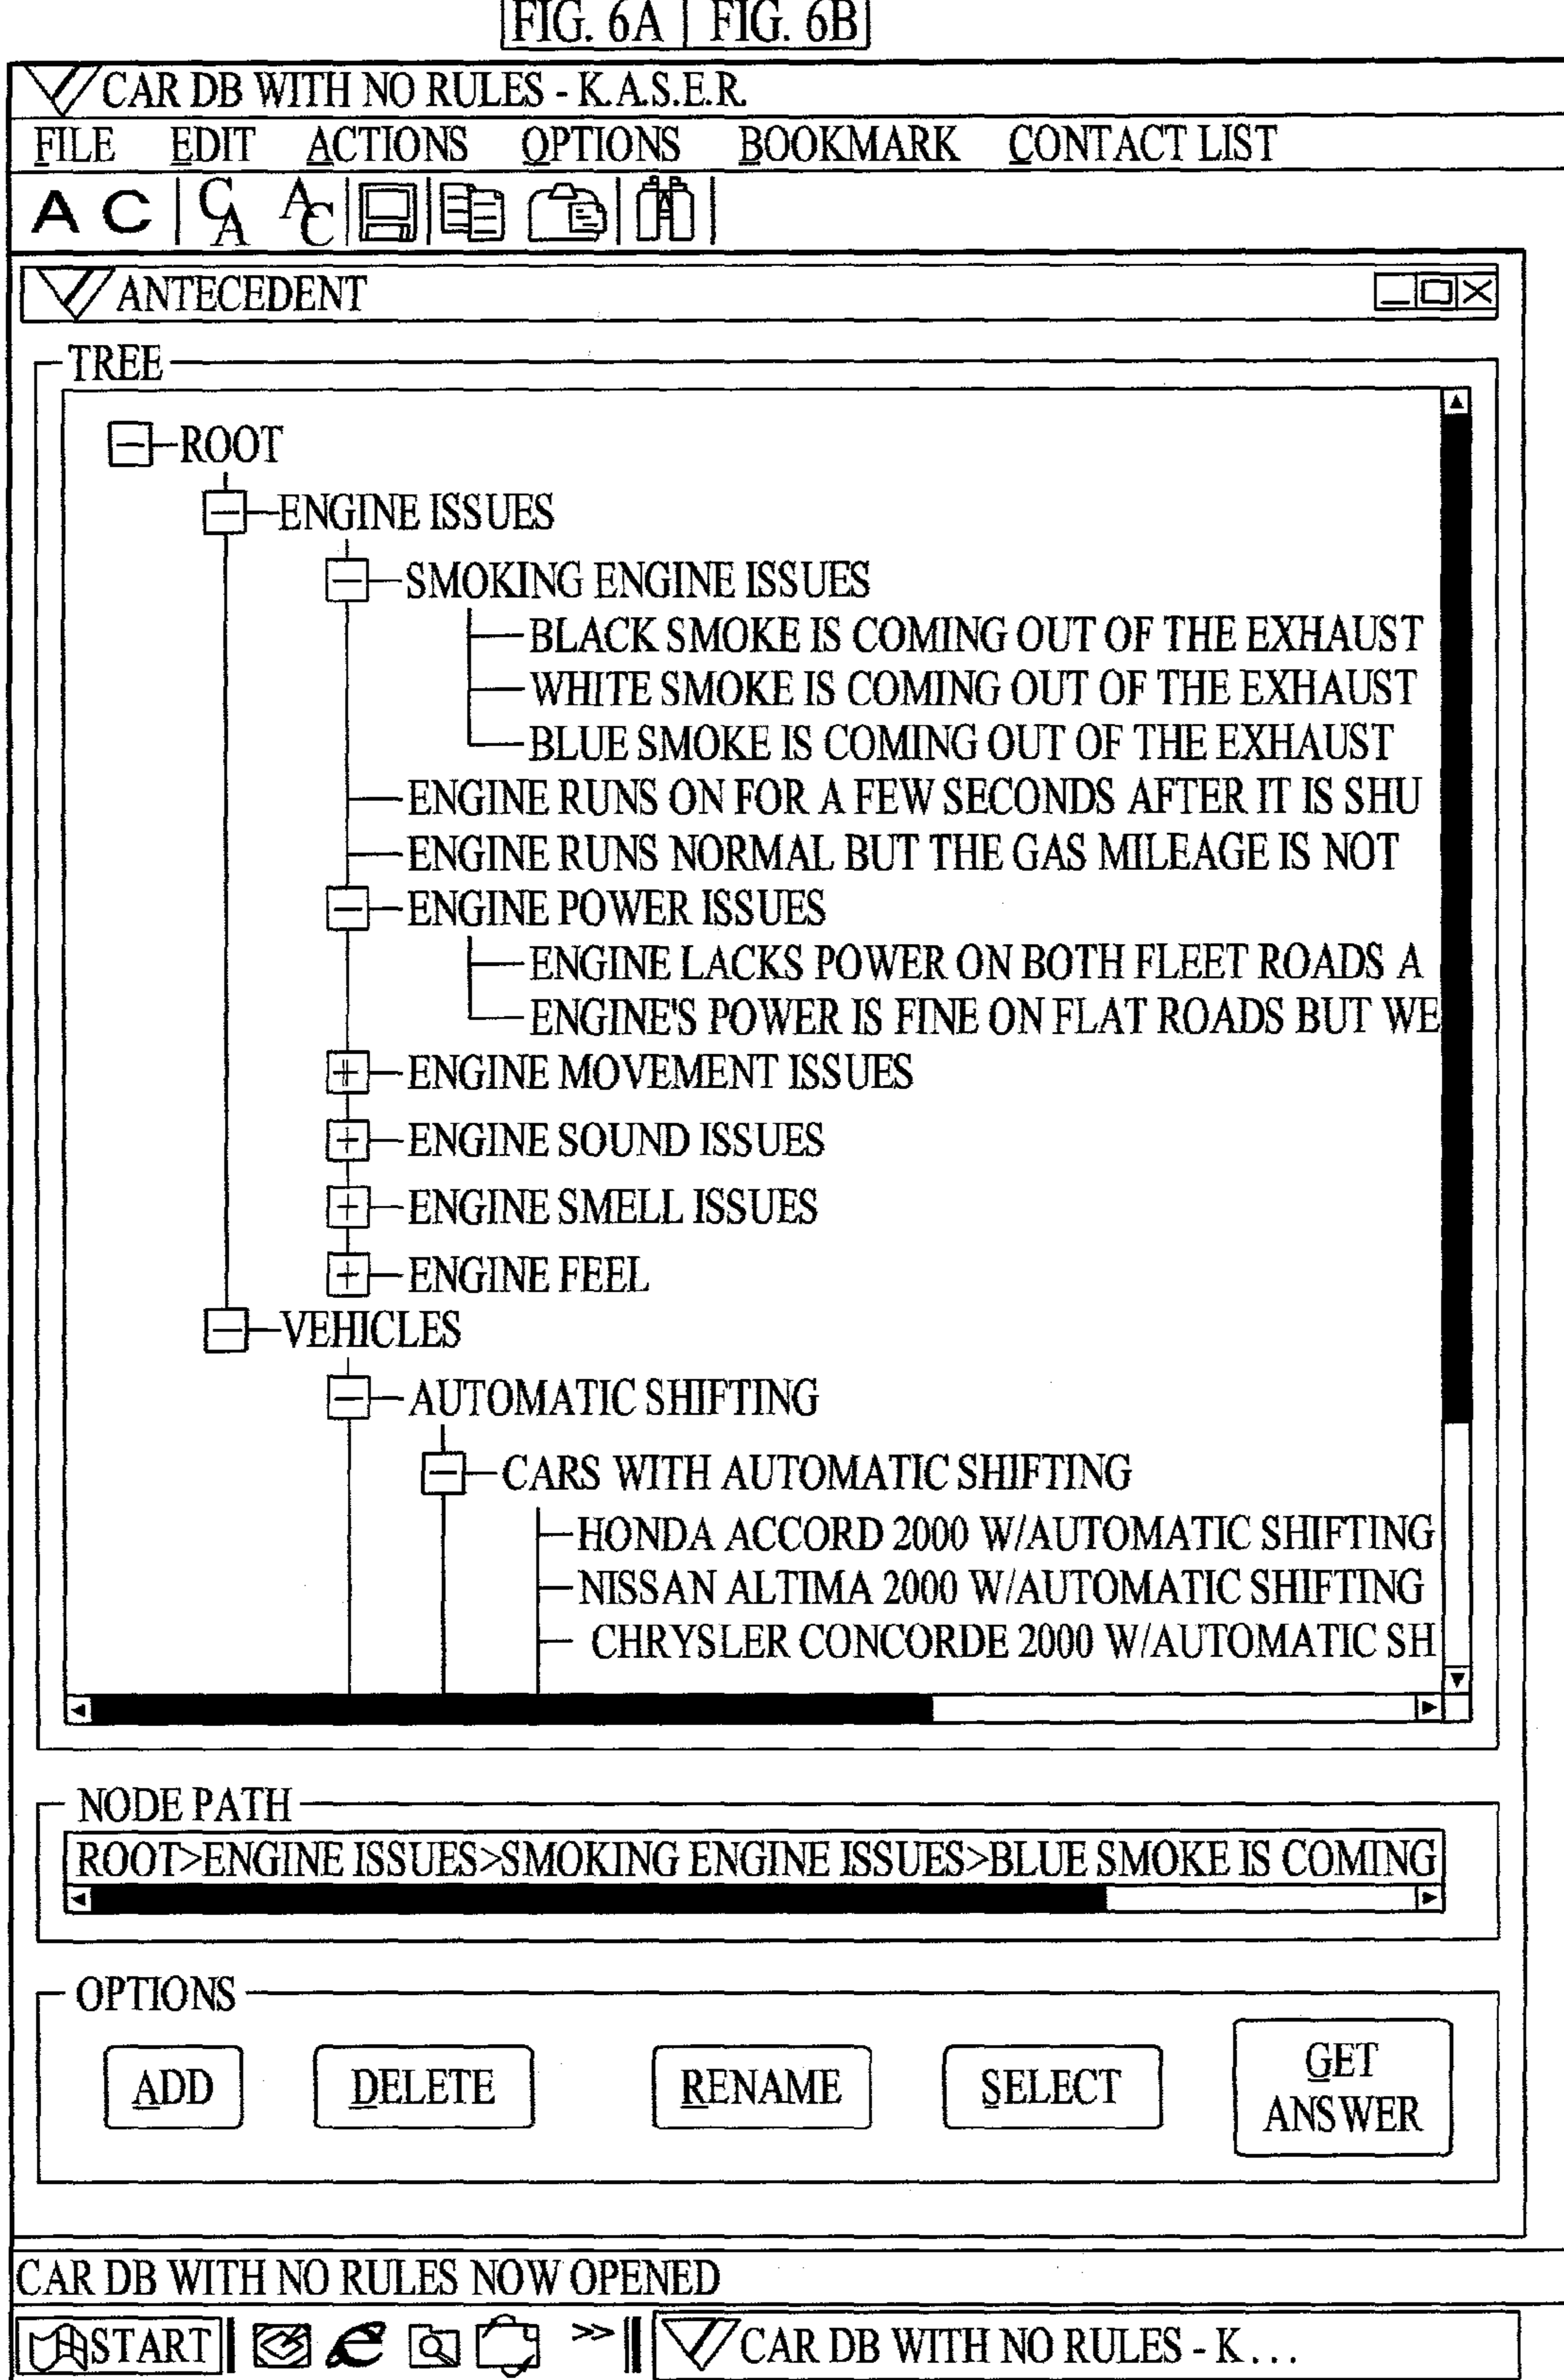 FIG. 6A | FIG. 6B
CAR DB WITH NO RULES - K.A.S.E.R.
FILE EDIT ACTIONS OPTIONS BOOKMARK CONTACT LIST
A C C A A C
ANTECEDENT
TREE
ROOT
ENGINE ISSUES
SMOKING ENGINE ISSUES
BLACK SMOKE IS COMING OUT OF THE EXHAUST
WHITE SMOKE IS COMING OUT OF THE EXHAUST
BLUE SMOKE IS COMING OUT OF THE EXHAUST
ENGINE RUNS ON FOR A FEW SECONDS AFTER IT IS SHU
ENGINE RUNS NORMAL BUT THE GAS MILEAGE IS NOT
ENGINE POWER ISSUES
ENGINE LACKS POWER ON BOTH FLEET ROADS A
ENGINE'S POWER IS FINE ON FLAT ROADS BUT WE
ENGINE MOVEMENT ISSUES
ENGINE SOUND ISSUES
ENGINE SMELL ISSUES
ENGINE FEEL
VEHICLES
AUTOMATIC SHIFTING
CARS WITH AUTOMATIC SHIFTING
HONDA ACCORD 2000 W/AUTOMATIC SHIFTING
NISSAN ALTIMA 2000 W/AUTOMATIC SHIFTING
CHRYSLER CONCORDE 2000 W/AUTOMATIC SH
NODE PATH
ROOT>ENGINE ISSUES>SMOKING ENGINE ISSUES>BLUE SMOKE IS COMING
OPTIONS
ADD DELETE RENAME SELECT GET
ANSWER
CAR DB WITH NO RULES NOW OPENED
START >> CAR DB WITH NO RULES - K...